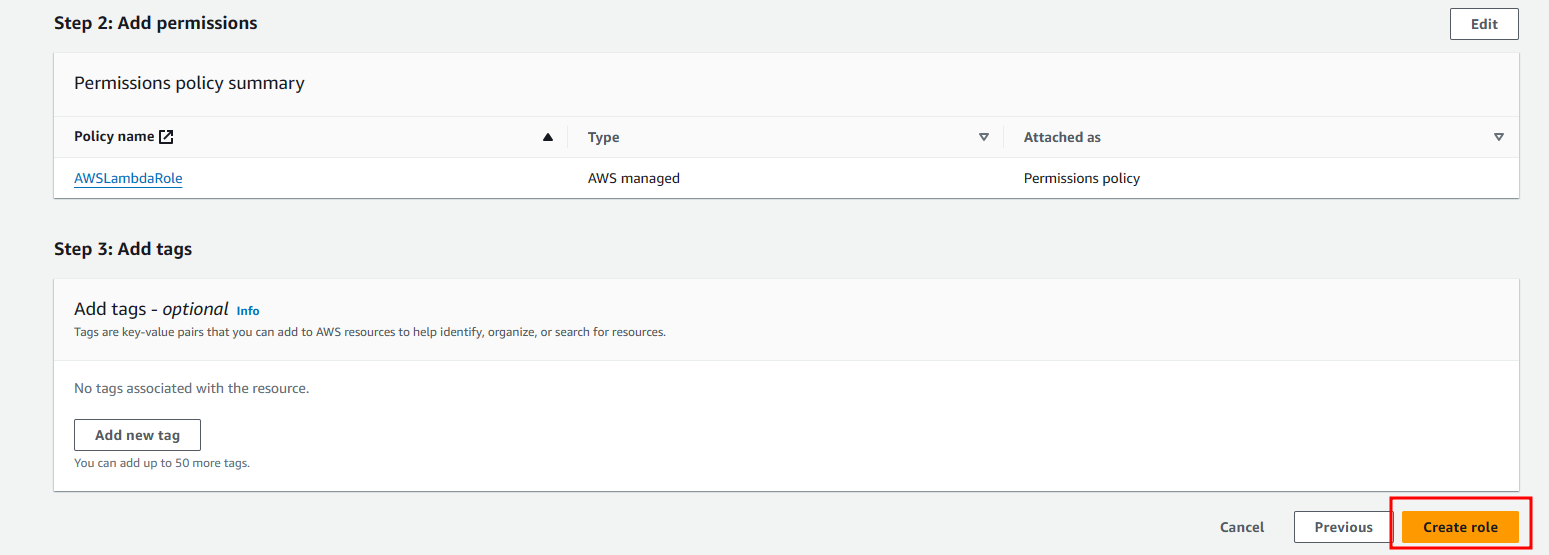 Step 2: Add permissions
Edit
Permissions policy summary
Policy name Type Attached as
AWSLambdaRole AWS managed Permissions policy
Step 3: Add tags
Add tags - optional Info
Tags are key-value pairs that you can add to AWS resources to help identify, organize, or search for resources.
No tags associated with the resource.
Add new tag
You can add up to 50 more tags.
Cancel Previous Create role